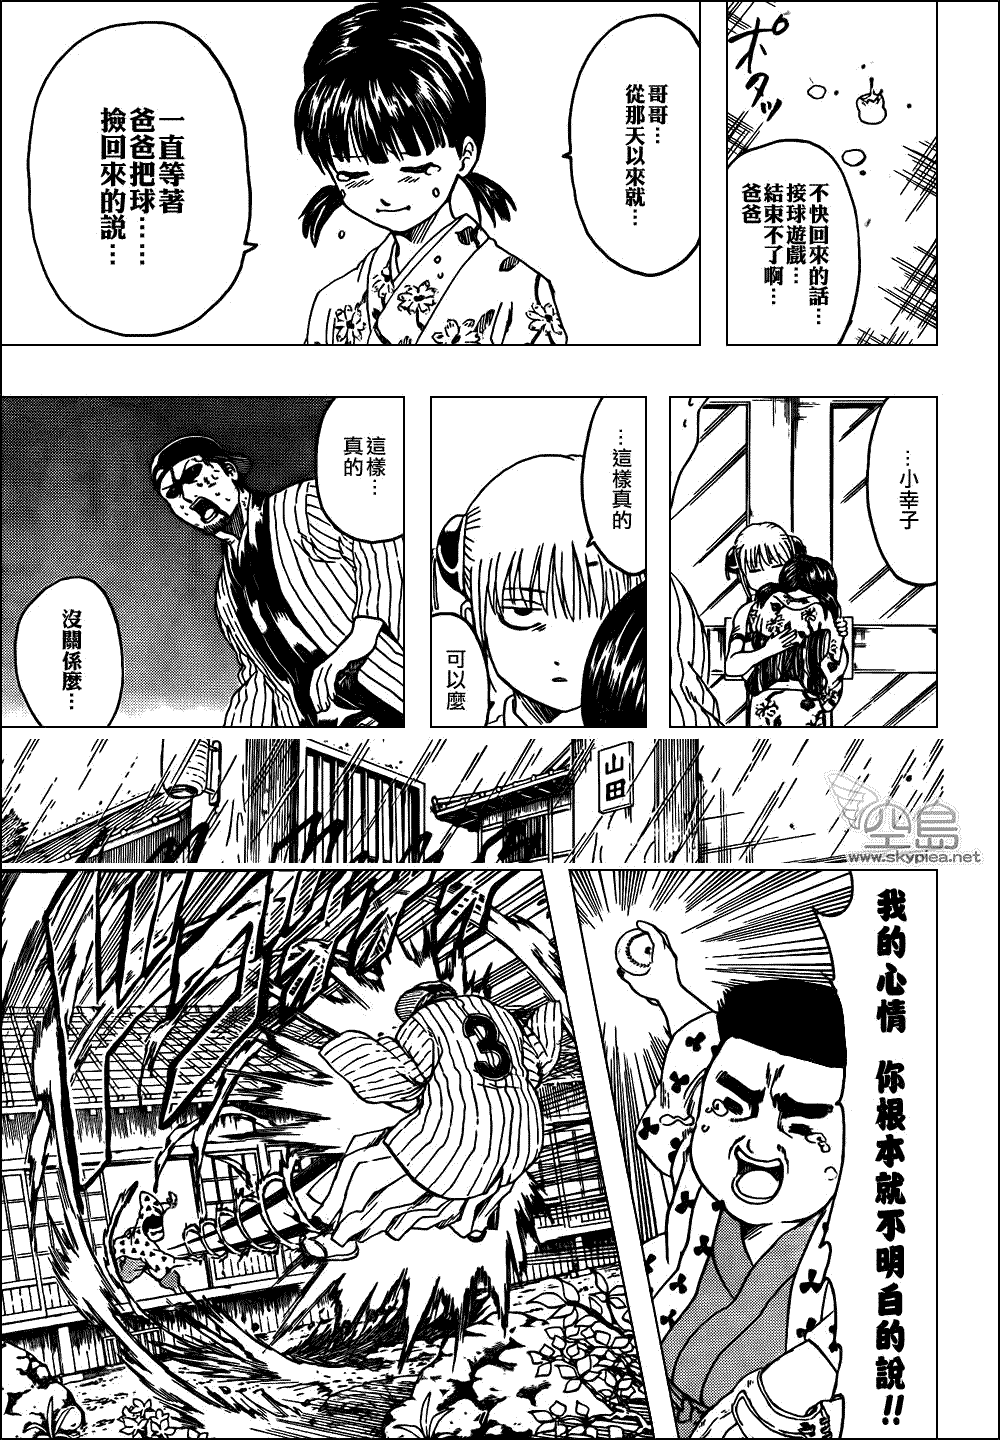 ポタッ
不快回來的話…
接球遊戲…
結束不了啊…
爸爸
哥哥…
從那天以來就…
一直等著
爸爸把球……
撿回來的說…
…小幸子
…這樣真的
可以麼
這樣…
真的
沒關係麼…
山田
空島
www.skypiea.net
我的心情 你根本就不明白的說!!
3